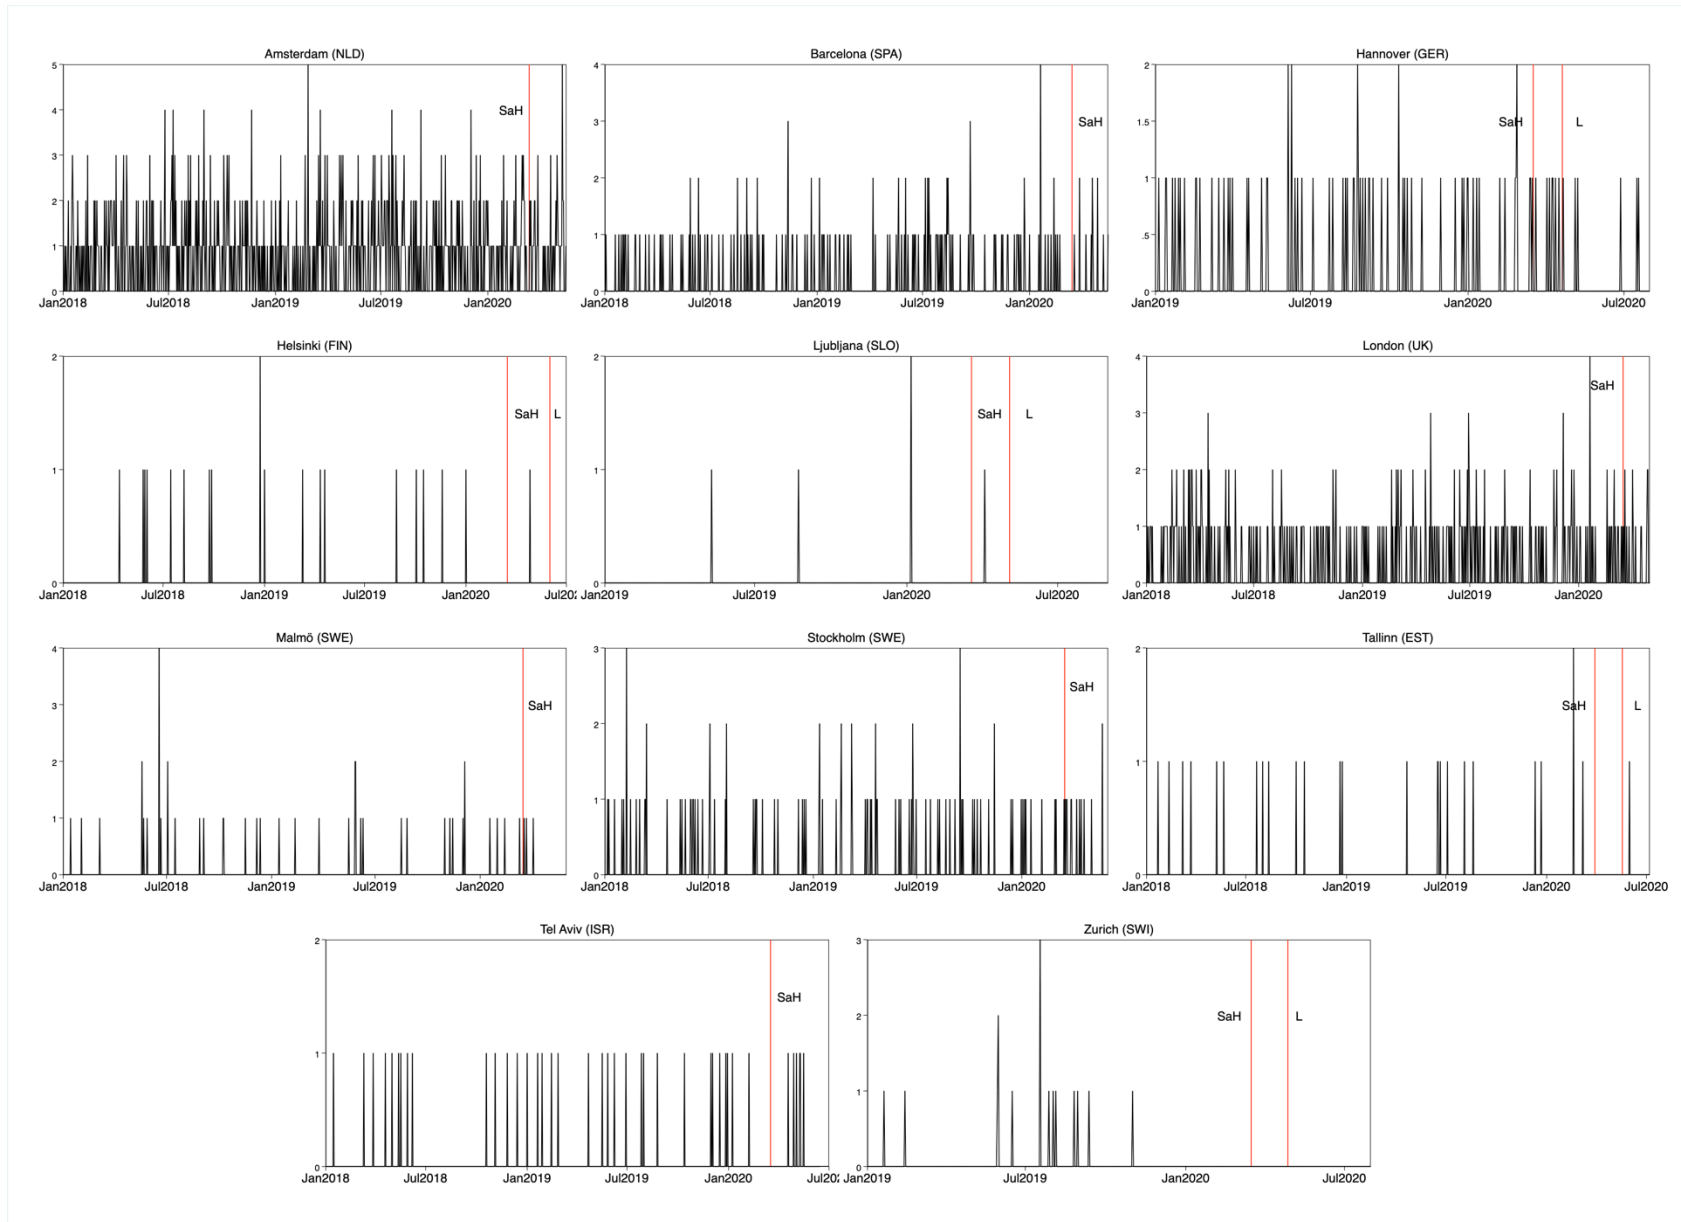 Amsterdam (NLD)
5
4
3
2
1
0
SaH
Jan2018 Jul2018 Jan2019 Jul2019 Jan2020
Barcelona (SPA)
4
3
2
1
0
SaH
Jan2018 Jul2018 Jan2019 Jul2019 Jan2020
Hannover (GER)
2
1.5
1
.5
0
SaH L
Jan2019 Jul2019 Jan2020 Jul2020
Helsinki (FIN)
2
1
0
SaH L
Jan2018 Jul2018 Jan2019 Jul2019 Jan2020 Jul202
Ljubljana (SLO)
2
1
0
SaH L
Jan2019 Jul2019 Jan2020 Jul2020
London (UK)
4
3
2
1
0
SaH
Jan2018 Jul2018 Jan2019 Jul2019 Jan2020
Malmö (SWE)
4
3
2
1
0
SaH
Jan2018 Jul2018 Jan2019 Jul2019 Jan2020
Stockholm (SWE)
3
2
1
0
SaH
Jan2018 Jul2018 Jan2019 Jul2019 Jan2020
Tallinn (EST)
2
1
0
SaH L
Jan2018 Jul2018 Jan2019 Jul2019 Jan2020 Jul2020
Tel Aviv (ISR)
2
1
0
SaH
Jan2018 Jul2018 Jan2019 Jul2019 Jan2020 Jul202
Zurich (SWI)
3
2
1
0
SaH L
Jan2019 Jul2019 Jan2020 Jul2020